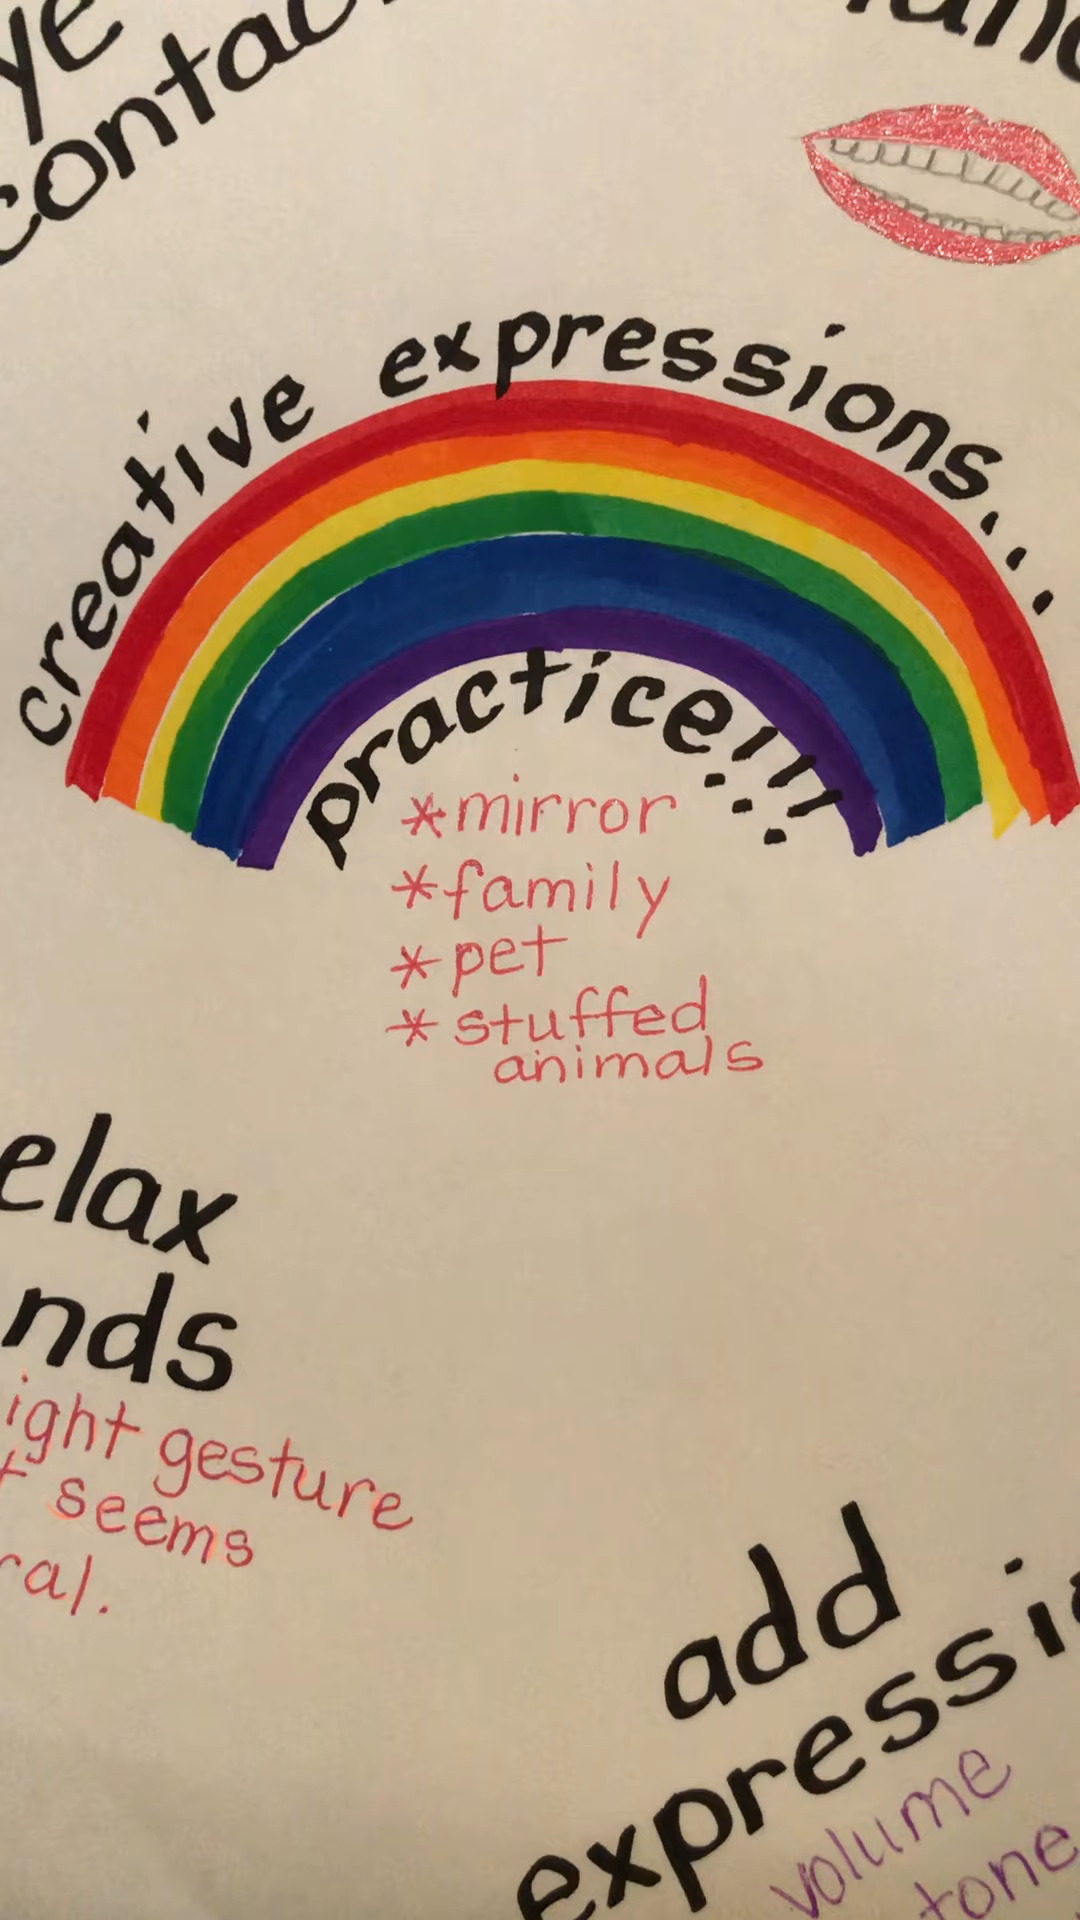 contac
creative expressions...
practice!!!
*mirror
*family
*pet
*stuffed
animals
elax
nds
ight gesture
seems
ral.
add
expressi
volume
tone